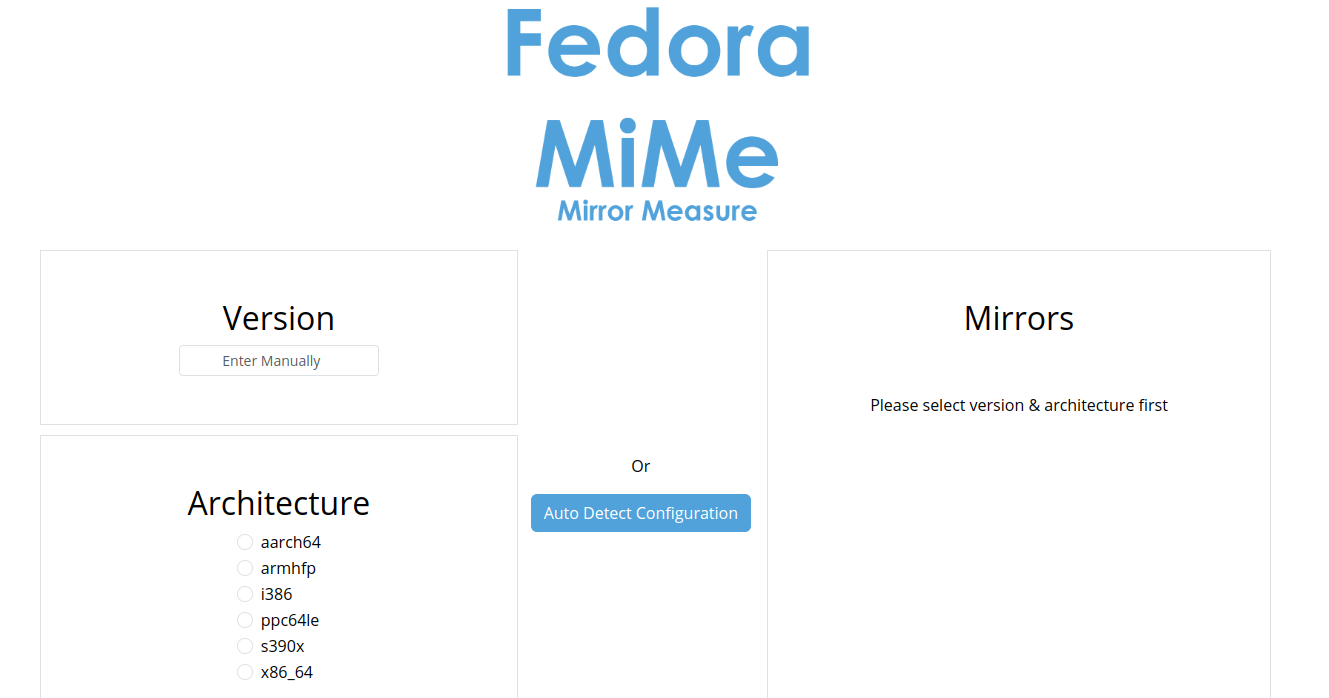 Fedora
MiMe
Mirror Measure
Version
Enter Manually
Architecture
aarch64
armhfp
i386
ppc64le
s390x
x86_64
Or
Auto Detect Configuration
Mirrors
Please select version & architecture first